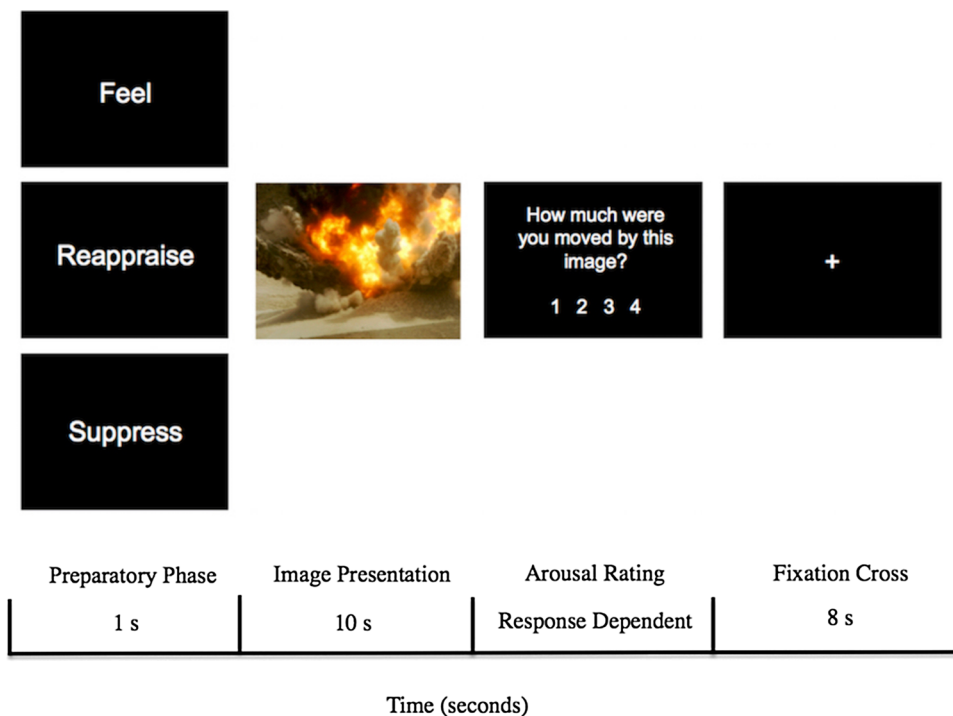 Feel
Reappraise
Suppress
How much were
you moved by this
image?
1 2 3 4
+
Preparatory Phase
Image Presentation
Arousal Rating
Fixation Cross
1 s
10 s
Response Dependent
8 s
Time (seconds)